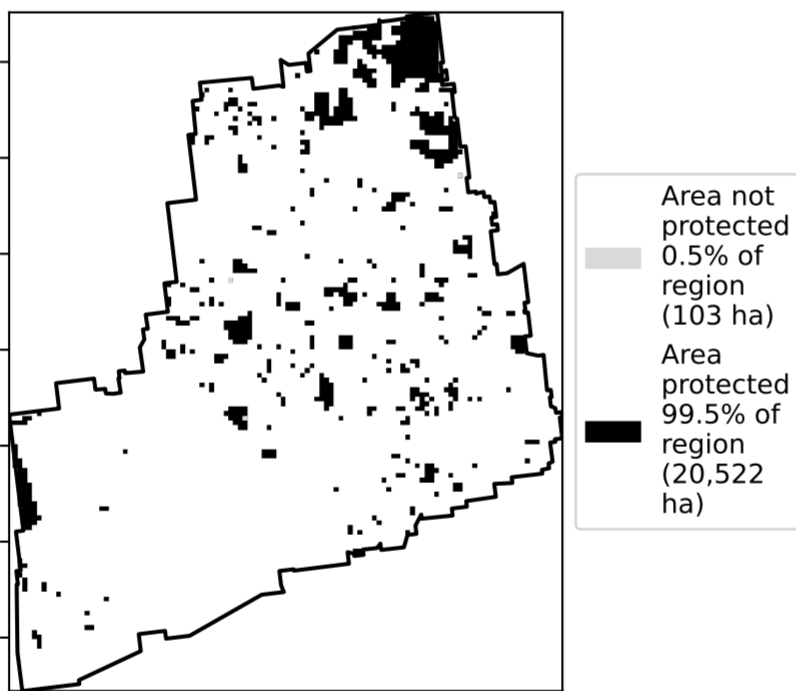 Area not
protected
0.5% of
region
(103 ha)
Area
protected
99.5% of
region
(20,522
ha)